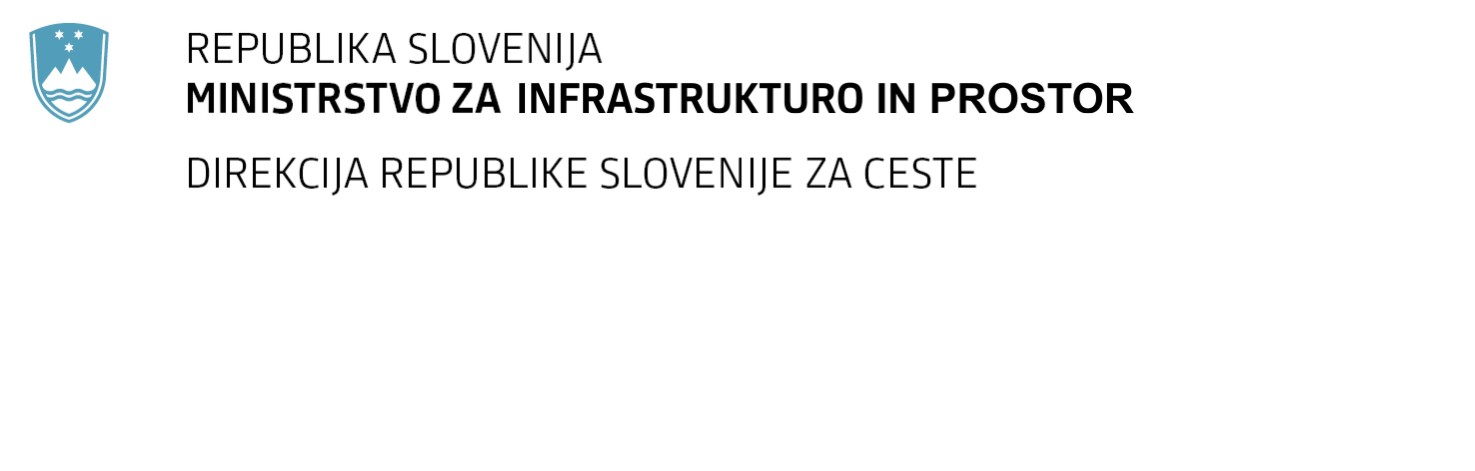 REPUBLIKA SLOVENIJA
MINISTRSTVO ZA INFRASTRUKTURO IN PROSTOR
DIREKCIJA REPUBLIKE SLOVENIJE ZA CESTE